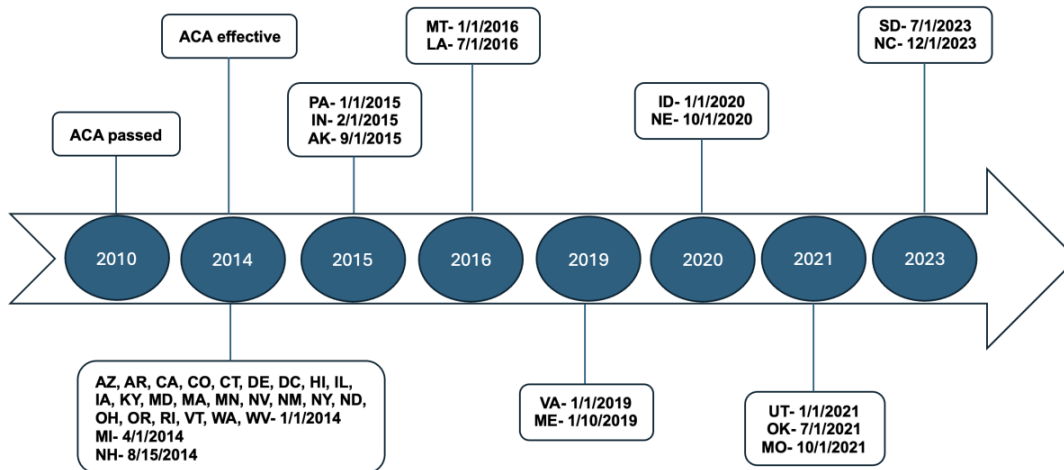 ACA passed
ACA effective
PA- 1/1/2015
IN- 2/1/2015
AK- 9/1/2015
MT- 1/1/2016
LA- 7/1/2016
ID- 1/1/2020
NE- 10/1/2020
SD- 7/1/2023
NC- 12/1/2023
2010
2014
2015
2016
2019
2020
2021
2023
AZ, AR, CA, CO, CT, DE, DC, HI, IL,
IA, KY, MD, MA, MN, NV, NM, NY, ND,
OH, OR, RI, VT, WA, WV- 1/1/2014
MI- 4/1/2014
NH- 8/15/2014
VA- 1/1/2019
ME- 1/10/2019
UT- 1/1/2021
OK- 7/1/2021
MO- 10/1/2021